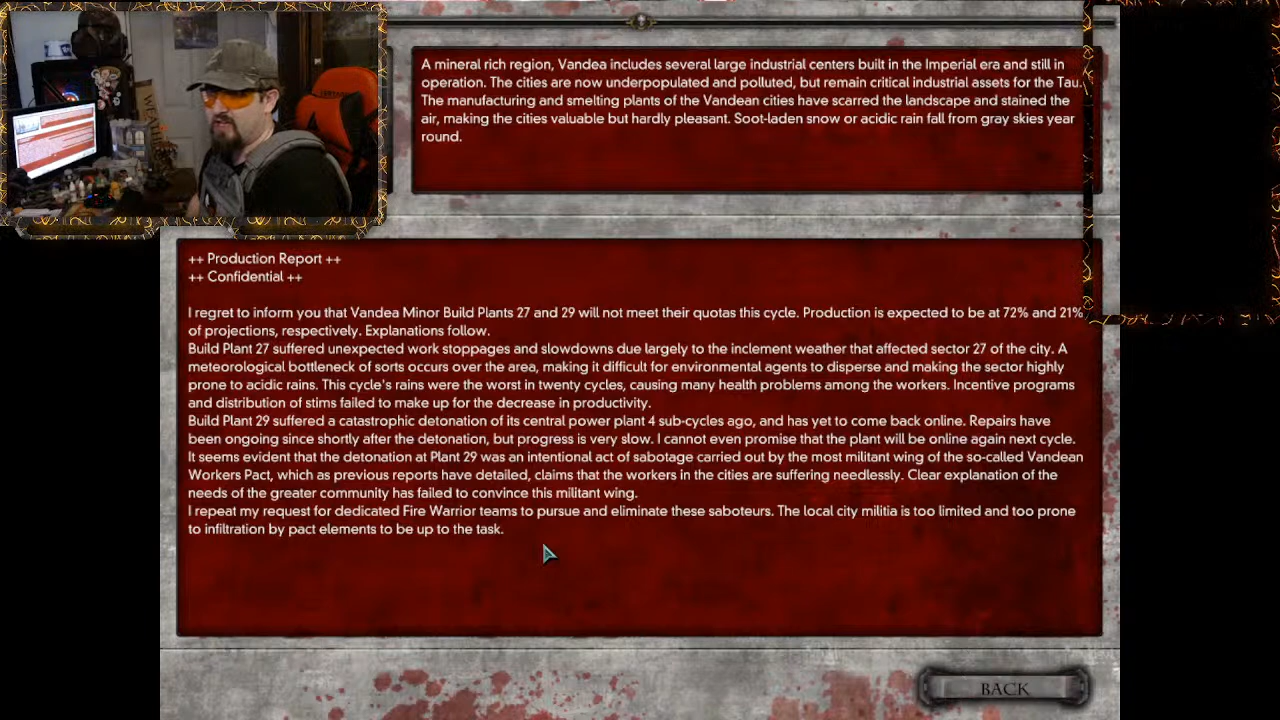 A mineral rich region, Vandea includes several large industrial centers built in the Imperial era and still in
operation. The cities are now underpopulated and polluted, but remain critical industrial assets for the Tau.
The manufacturing and smelting plants of the Vandean cities have scarred the landscape and stained the
air, making the cities valuable but hardly pleasant. Soot-laden snow or acidic rain fall from gray skies year
round.
++ Production Report ++
++ Confidential ++
I regret to inform you that Vandea Minor Build Plants 27 and 29 will not meet their quotas this cycle. Production is expected to be at 72% and 21%
of projections, respectively. Explanations follow.
Build Plant 27 suffered unexpected work stoppages and slowdowns due largely to the inclement weather that affected sector 27 of the city. A
meteorological bottleneck of sorts occurs over the area, making it difficult for environmental agents to disperse and making the sector highly
prone to acidic rains. This cycle's rains were the worst in twenty cycles, causing many health problems among the workers. Incentive programs
and distribution of stims failed to make up for the decrease in productivity.
Build Plant 29 suffered a catastrophic detonation of its central power plant 4 sub-cycles ago, and has yet to come back online. Repairs have
been ongoing since shortly after the detonation, but progress is very slow. I cannot even promise that the plant will be online again next cycle.
It seems evident that the detonation at Plant 29 was an intentional act of sabotage carried out by the most militant wing of the so-called Vandean
Workers Pact, which as previous reports have detailed, claims that the workers in the cities are suffering needlessly. Clear explanation of the
needs of the greater community has failed to convince this militant wing.
I repeat my request for dedicated Fire Warrior teams to pursue and eliminate these saboteurs. The local city militia is too limited and too prone
to infiltration by pact elements to be up to the task.
BACK